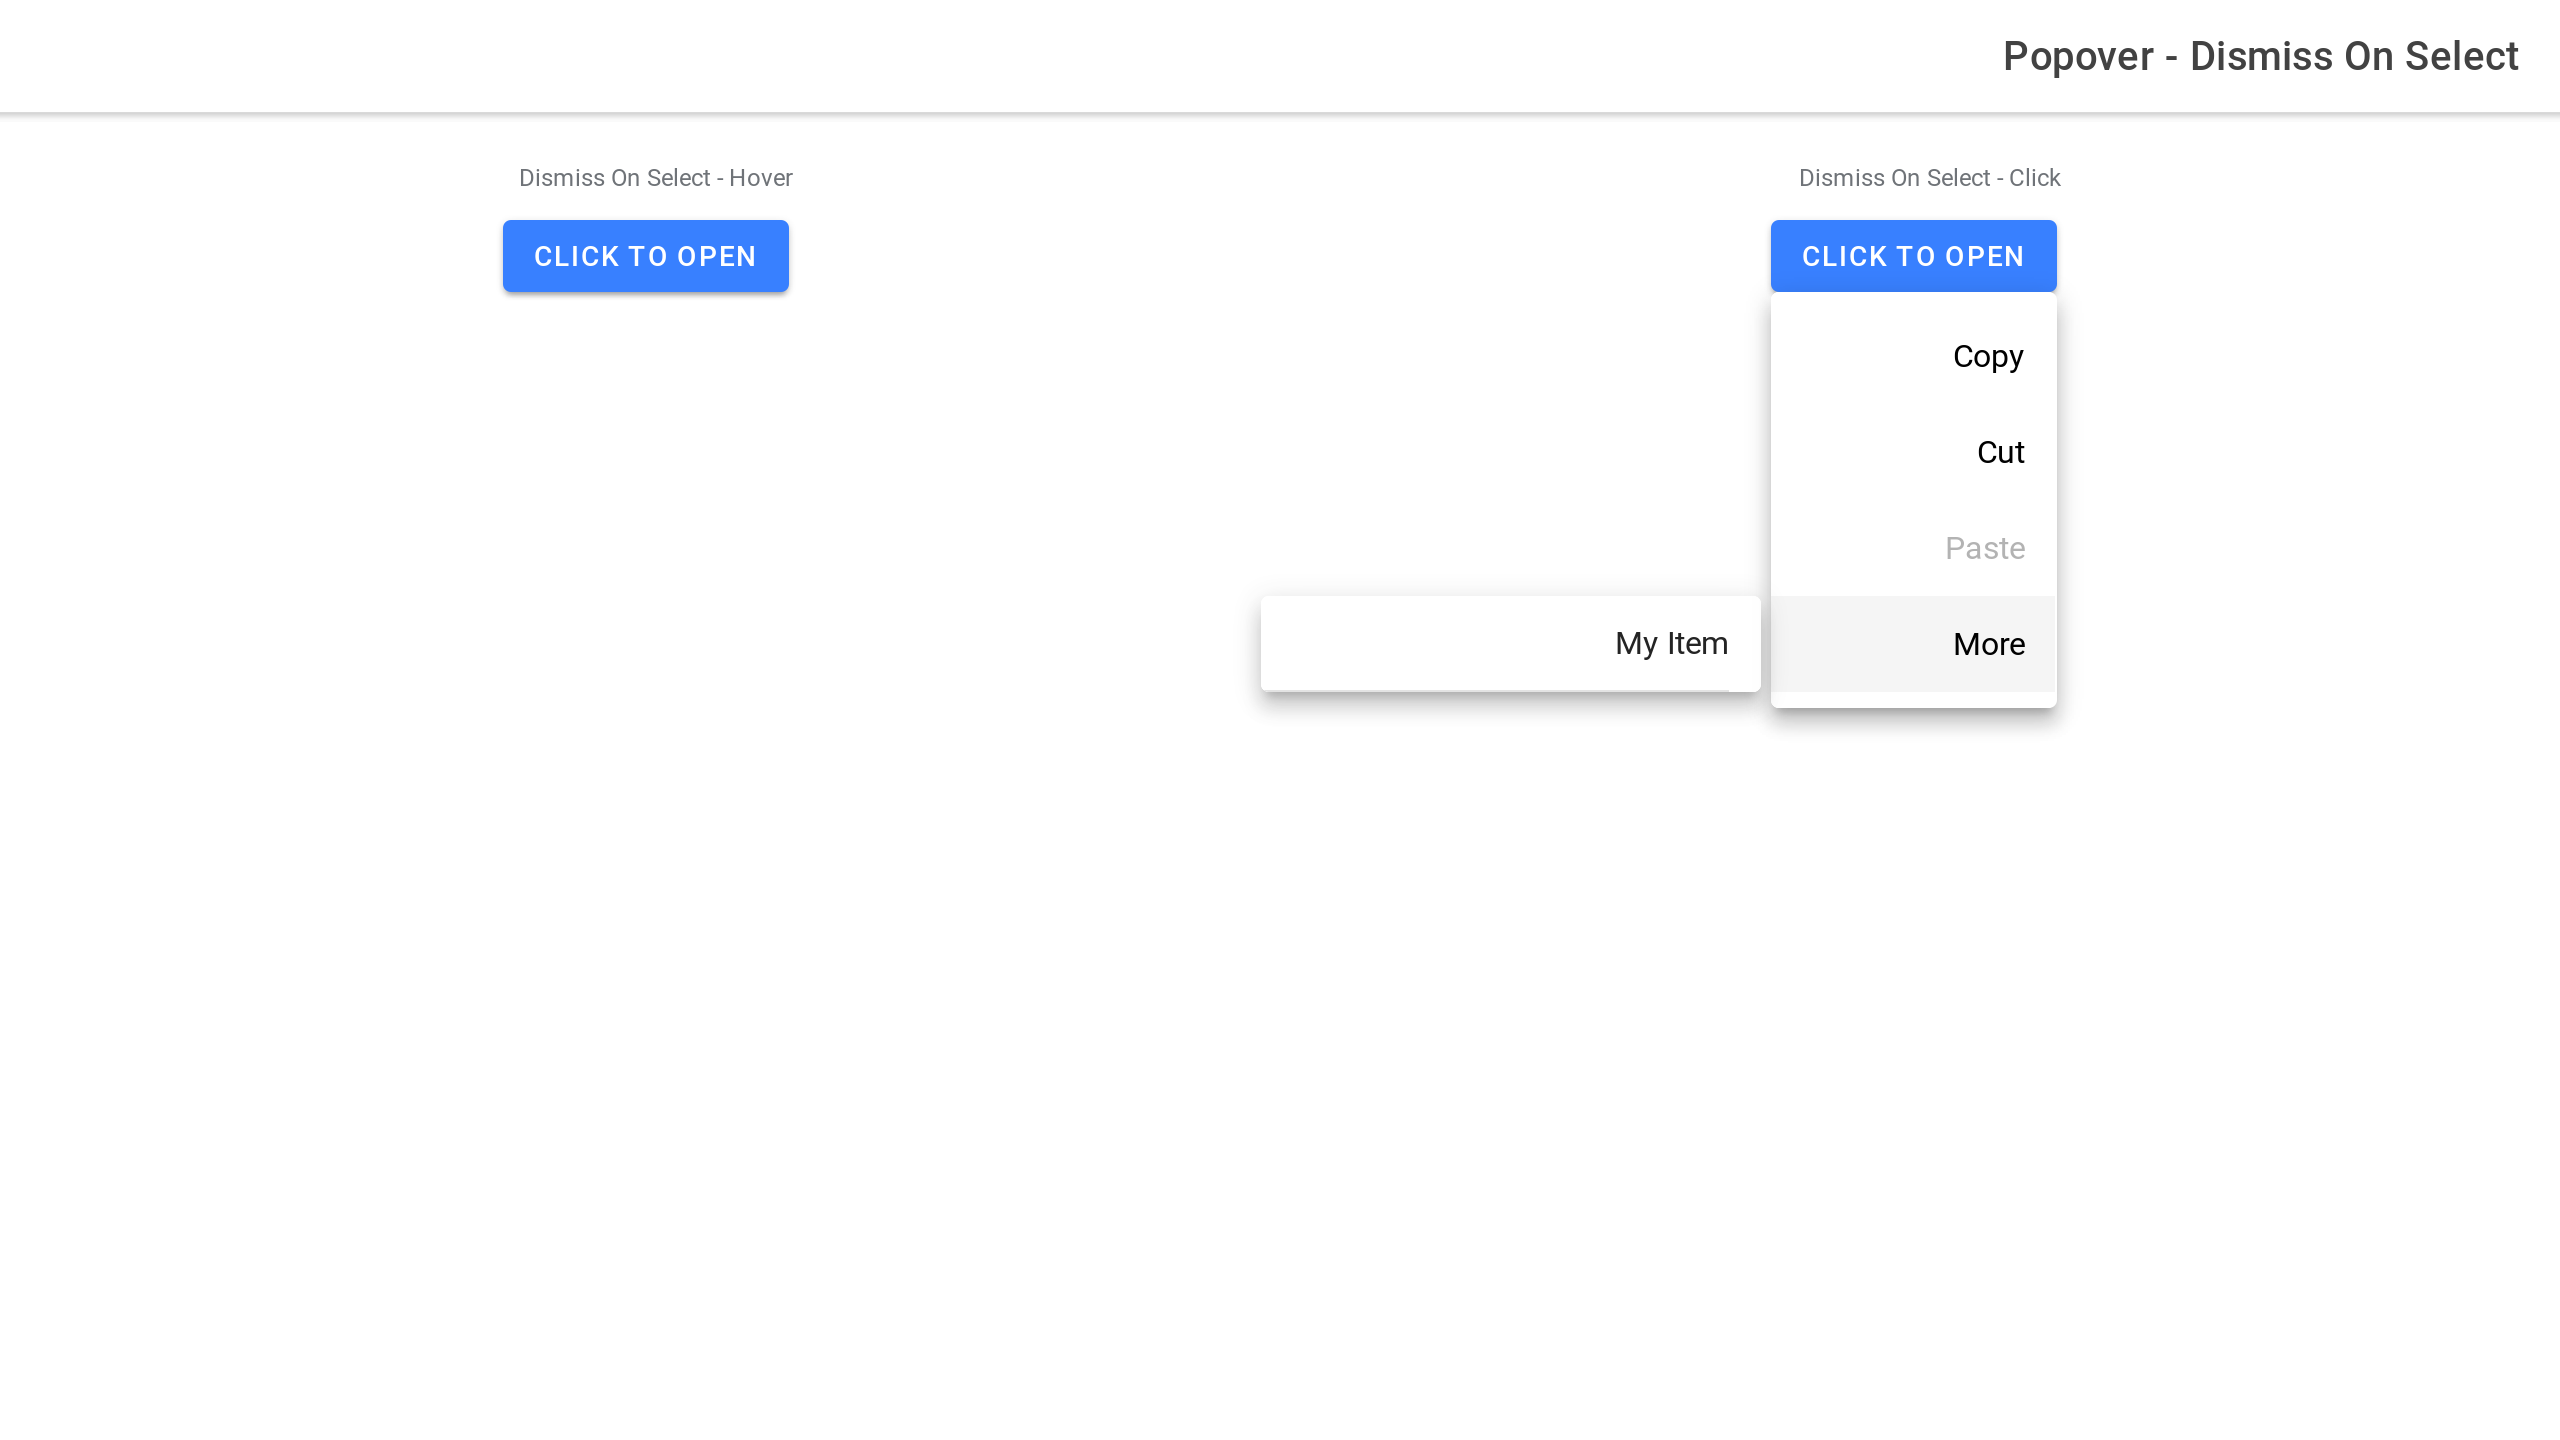 Popover - Dismiss On Select
Dismiss On Select - Hover
CLICK TO OPEN
Dismiss On Select - Click
CLICK TO OPEN
Copy
Cut
Paste
More
My Item